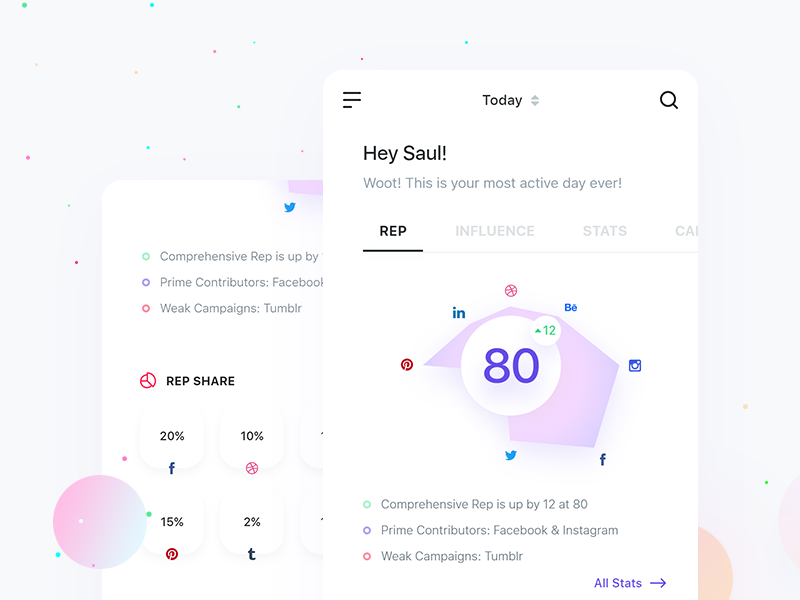 Today
Hey Saul!
Woot! This is your most active day ever!
REP INFLUENCE STATS
in
Bē
12
80
Comprehensive Rep is up by 12 at 80
Prime Contributors: Facebook & Instagram
Weak Campaigns: Tumblr
All Stats
Comprehensive Rep is up by
Prime Contributors: Facebook
Weak Campaigns: Tumblr
REP SHARE
20% 10%
15% 2%